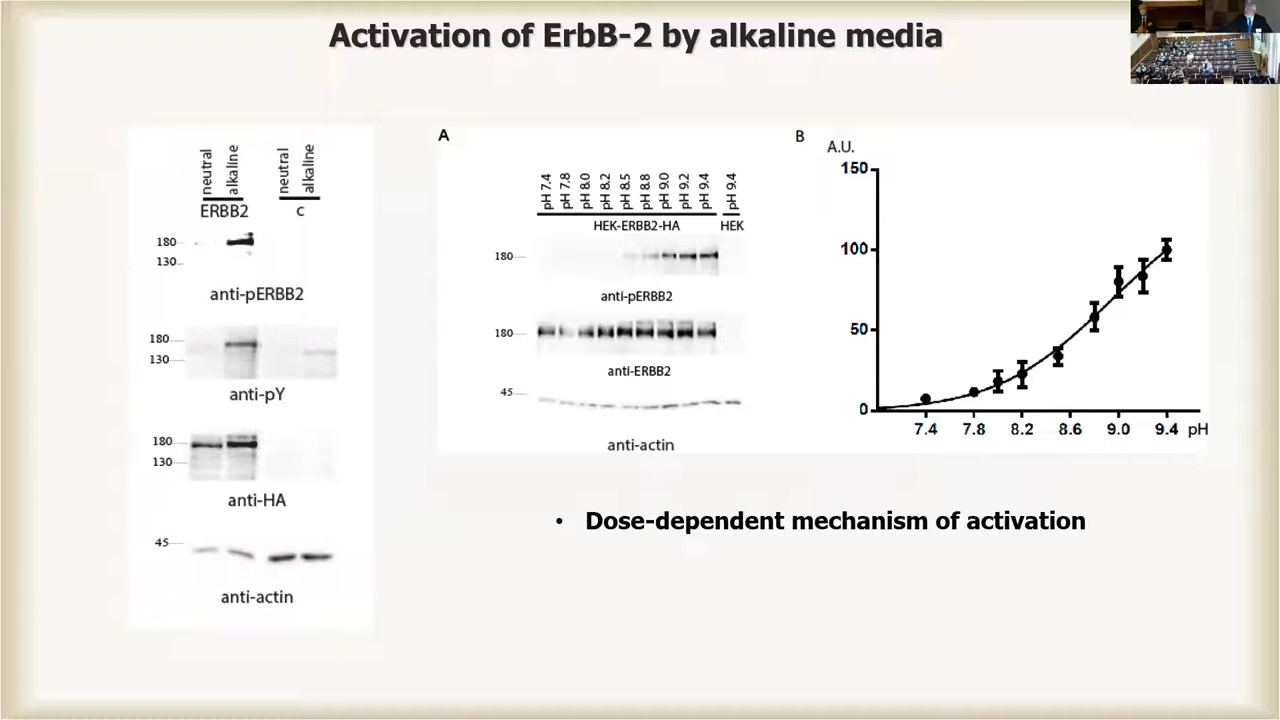 Activation of ErbB-2 by alkaline media
neutral
alkaline
neutral
alkaline
ERBB2
c
180
130
anti-pERBB2
180
130
anti-pY
180
130
anti-HA
45
anti-actin
A
pH 7.4
pH 7.8
pH 8.0
pH 8.2
pH 8.5
pH 8.8
pH 9.0
pH 9.2
pH 9.4
pH 9.4
HEK-ERBB2-HA
HEK
180
anti-pERBB2
180
anti-ERBB2
45
anti-actin
B
A.U.
150
100
50
0
7.4 7.8 8.2 8.6 9.0 9.4 pH
• Dose-dependent mechanism of activation